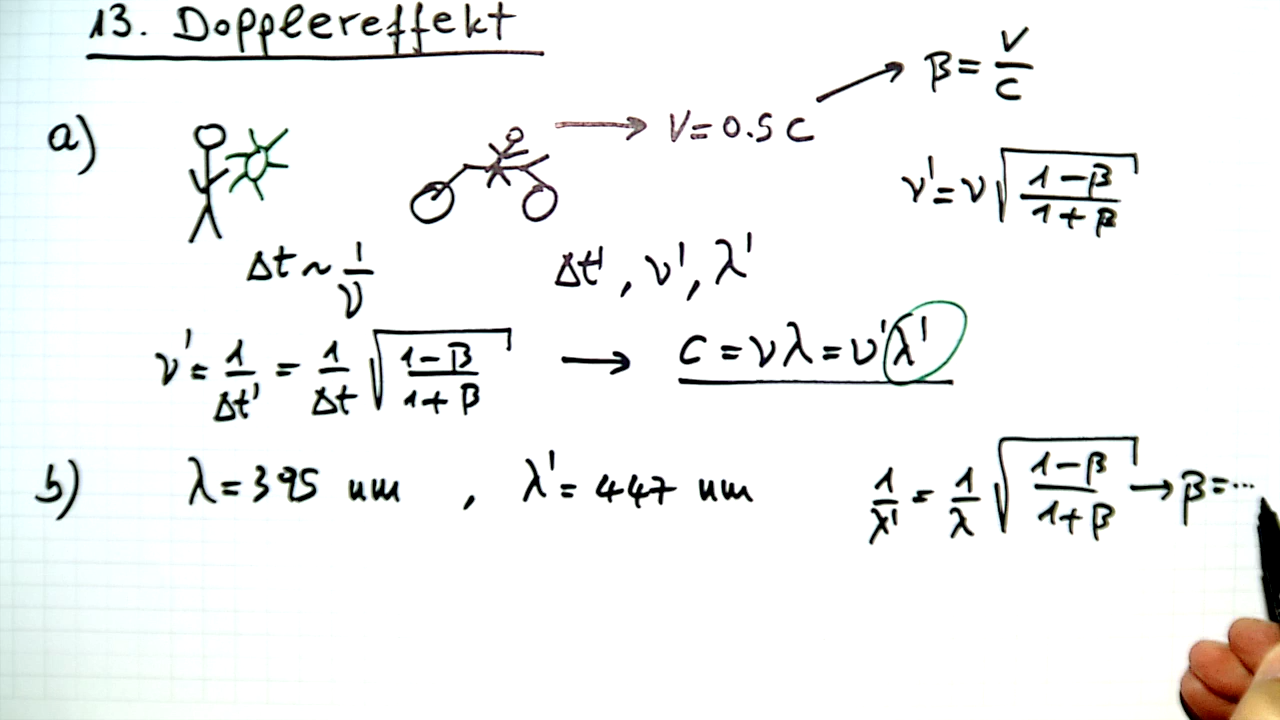 13. Dopplereffekt
a)
V = 0.5 c
β = V/c
ν' = ν √((1-β)/(1+β))
Δt ~ 1/ν
Δt', ν', λ'
ν' = 1/Δt' = 1/Δt √((1-β)/(1+β)) → c = νλ = ν'λ'
b) λ = 395 nm , λ' = 447 nm 1/λ' = 1/λ √((1-β)/(1+β)) → β = ...